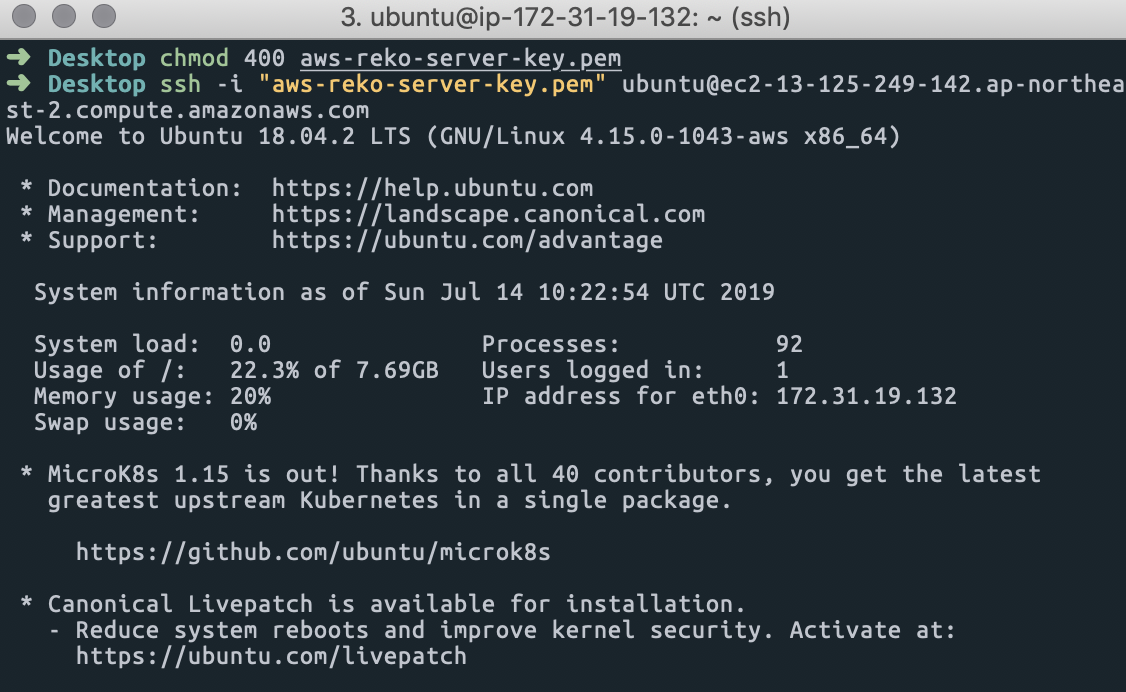 3. ubuntu@ip-172-31-19-132: ~ (ssh)
➜ Desktop chmod 400 aws-reko-server-key.pem
➜ Desktop ssh -i "aws-reko-server-key.pem" ubuntu@ec2-13-125-249-142.ap-northea
st-2.compute.amazonaws.com
Welcome to Ubuntu 18.04.2 LTS (GNU/Linux 4.15.0-1043-aws x86_64)
* Documentation: https://help.ubuntu.com
* Management: https://landscape.canonical.com
* Support: https://ubuntu.com/advantage
System information as of Sun Jul 14 10:22:54 UTC 2019
System load: 0.0 Processes: 92
Usage of /: 22.3% of 7.69GB Users logged in: 1
Memory usage: 20% IP address for eth0: 172.31.19.132
Swap usage: 0%
* MicroK8s 1.15 is out! Thanks to all 40 contributors, you get the latest
greatest upstream Kubernetes in a single package.
https://github.com/ubuntu/microk8s
* Canonical Livepatch is available for installation.
- Reduce system reboots and improve kernel security. Activate at:
https://ubuntu.com/livepatch